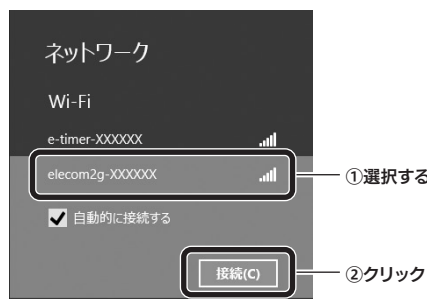 ネットワーク
Wi-Fi
e-timer-XXXXXX
elecom2g-XXXXXX
①選択する
自動的に接続する
接続(C)
②クリック